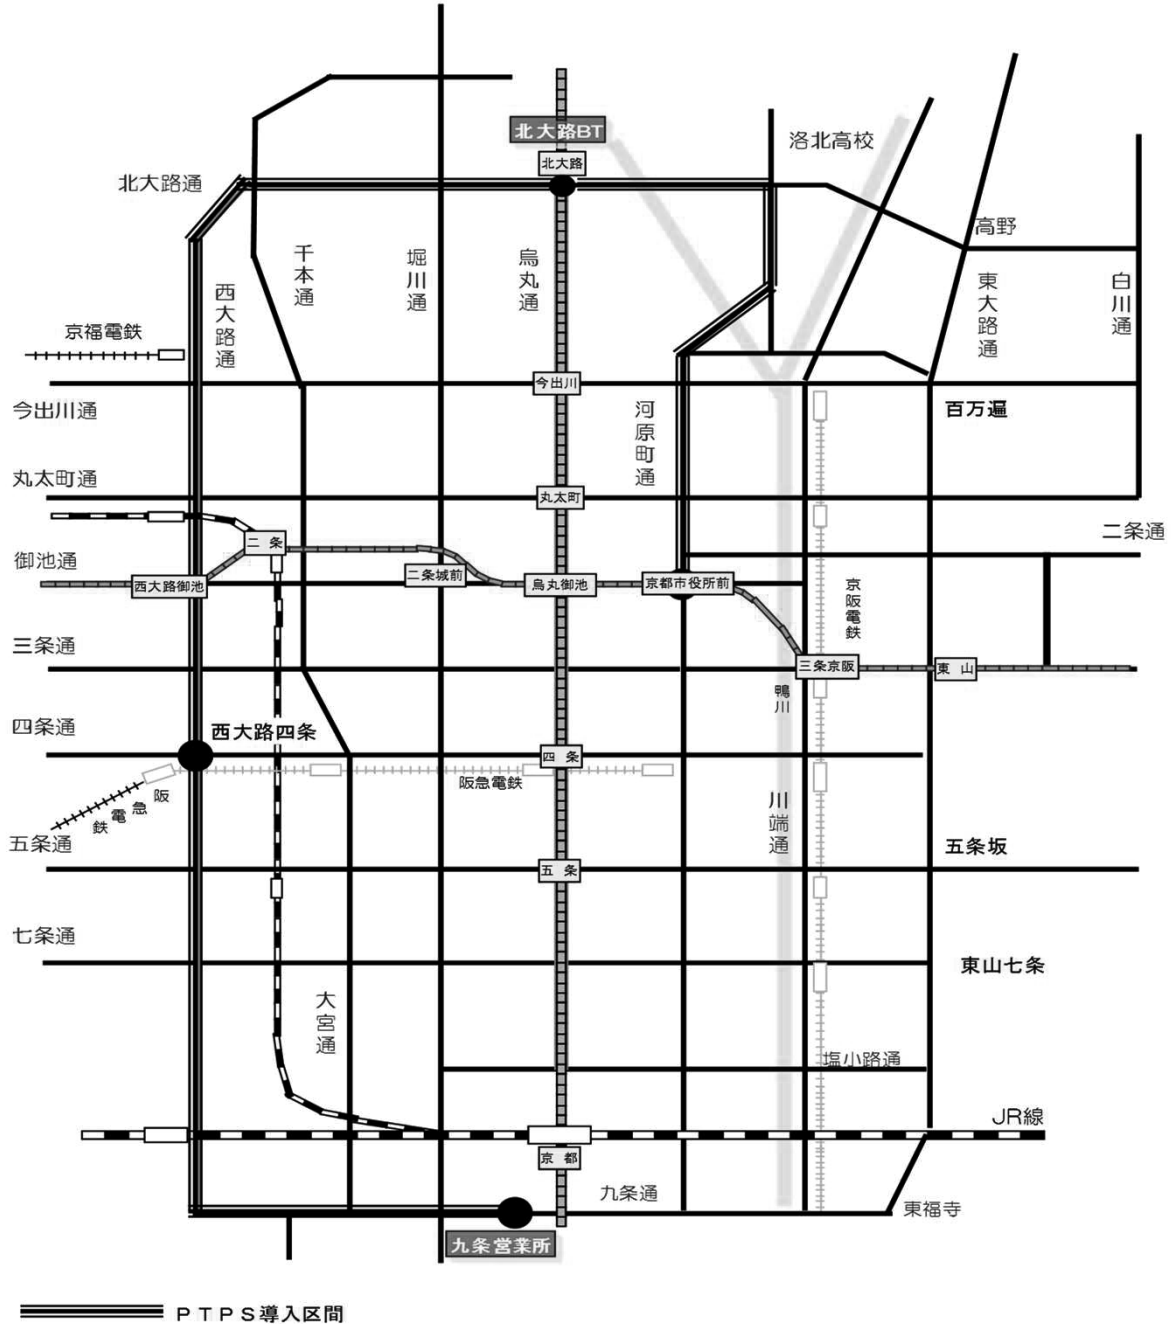 北大路BT
洛北高校
北大路
北大路通
高野
千本通
堀川通
烏丸通
西大路通
東大路通
白川通
京福電鉄
今出川
今出川通
河原町通
百万遍
丸太町通
丸太町
二条通
二条
御池通
西大路御池
二条城前
烏丸御池
京都市役所前
京阪電鉄
三条通
三条京阪
東山
鴨川
四条通
西大路四条
四条
阪急電鉄
阪急電鉄
川端通
五条通
五条坂
五条
七条通
東山七条
大宮通
塩小路通
JR線
京都
九条通
東福寺
九条営業所
PTPS導入区間